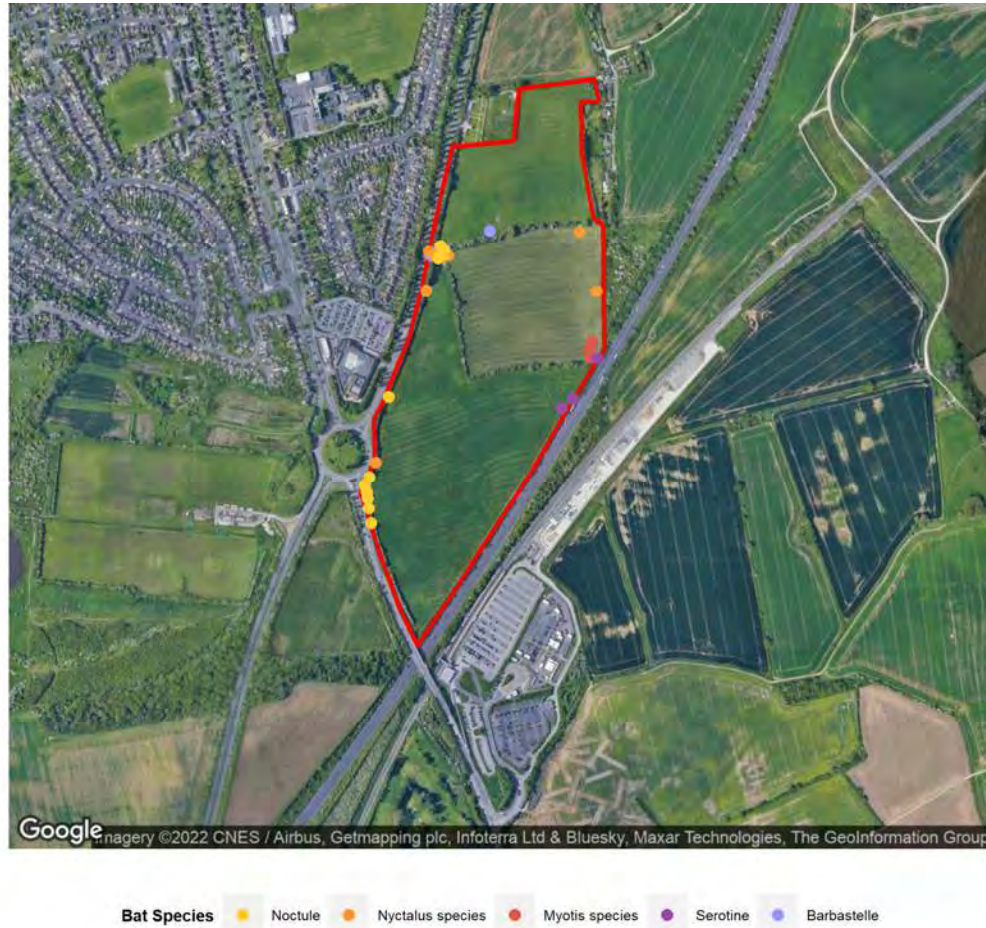 Google
Imagery ©2022 CNES / Airbus, Getmapping plc, Infoterra Ltd & Bluesky, Maxar Technologies, The GeoInformation Group
Bat Species Noctule Nyctalus species Myotis species Serotine Barbastelle